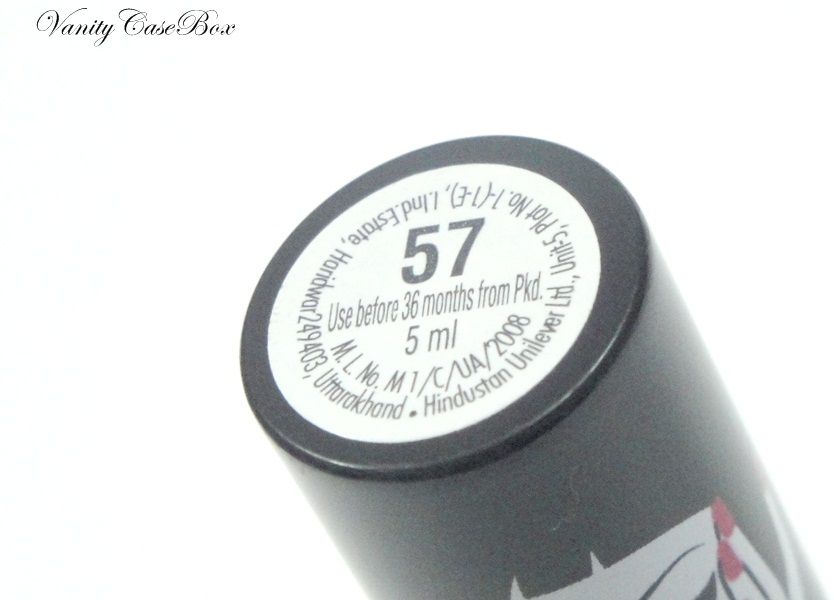 Vanity CaseBox
57
Use before 36 months from Pkd.
5 ml
M. L. No. M 1/C/UA/2008
Hindustan Unilever Ltd., Unit-5, Plot No. 1-(1-E), I.Ind.Estate, Haridwar249403, Uttarakhand •